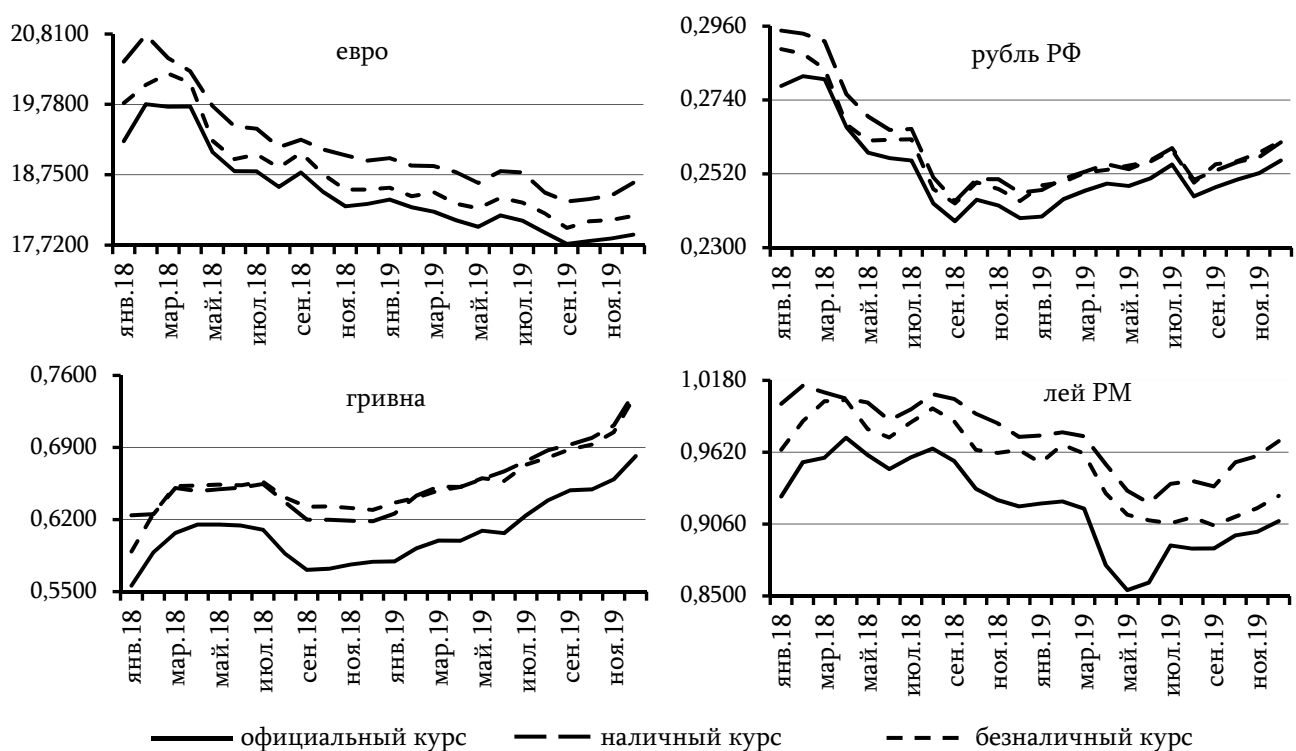 евро
20,8100
19,7800
18,7500
17,7200
янв.18
мар.18
май.18
июл.18
сен.18
ноя.18
янв.19
мар.19
май.19
июл.19
сен.19
ноя.19
рубль РФ
0,2960
0,2740
0,2520
0,2300
янв.18
мар.18
май.18
июл.18
сен.18
ноя.18
янв.19
мар.19
май.19
июл.19
сен.19
ноя.19
гривна
0,7600
0,6900
0,6200
0,5500
янв.18
мар.18
май.18
июл.18
сен.18
ноя.18
янв.19
мар.19
май.19
июл.19
сен.19
ноя.19
лей РМ
1,0180
0,9620
0,9060
0,8500
янв.18
мар.18
май.18
июл.18
сен.18
ноя.18
янв.19
мар.19
май.19
июл.19
сен.19
ноя.19
официальный курс наличный курс безналичный курс